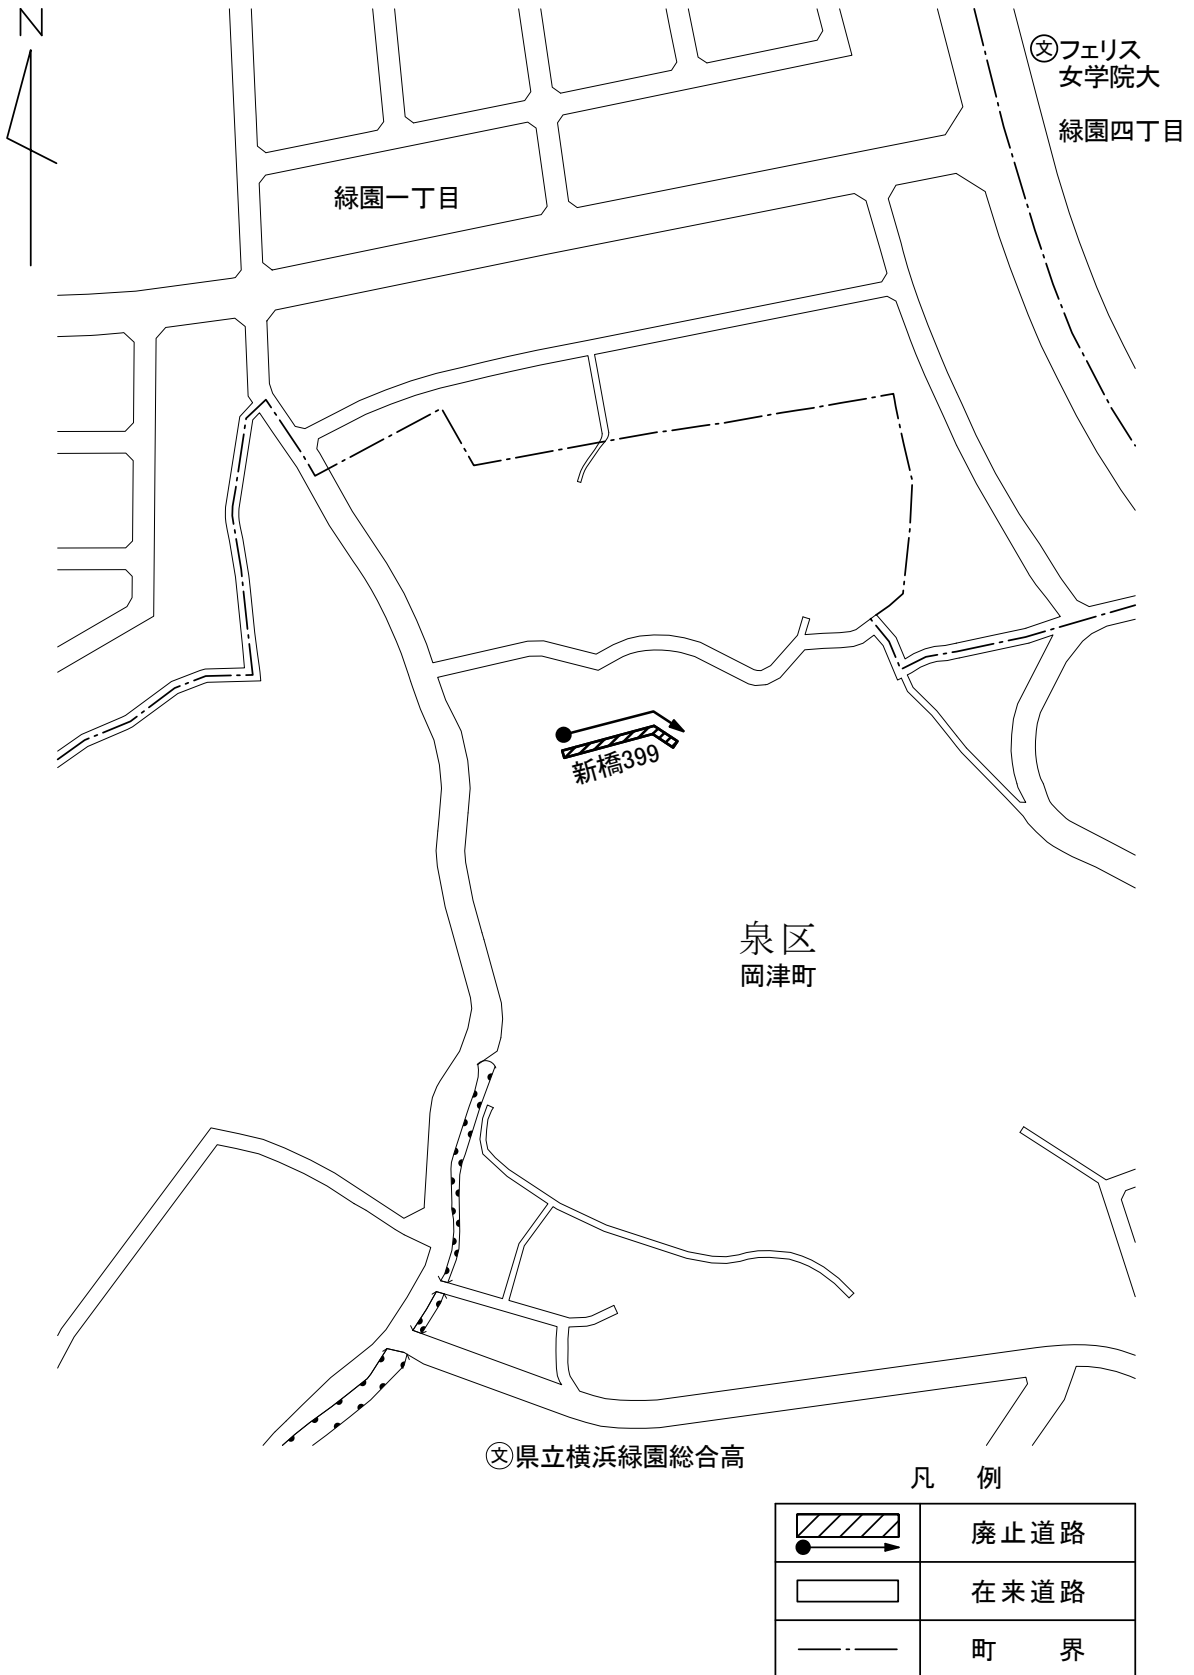 N
文フェリス
女学院大
緑園四丁目
緑園一丁目
新橋399
泉区
岡津町
文県立横浜緑園総合高
凡 例
廃止道路
在来道路
町 界